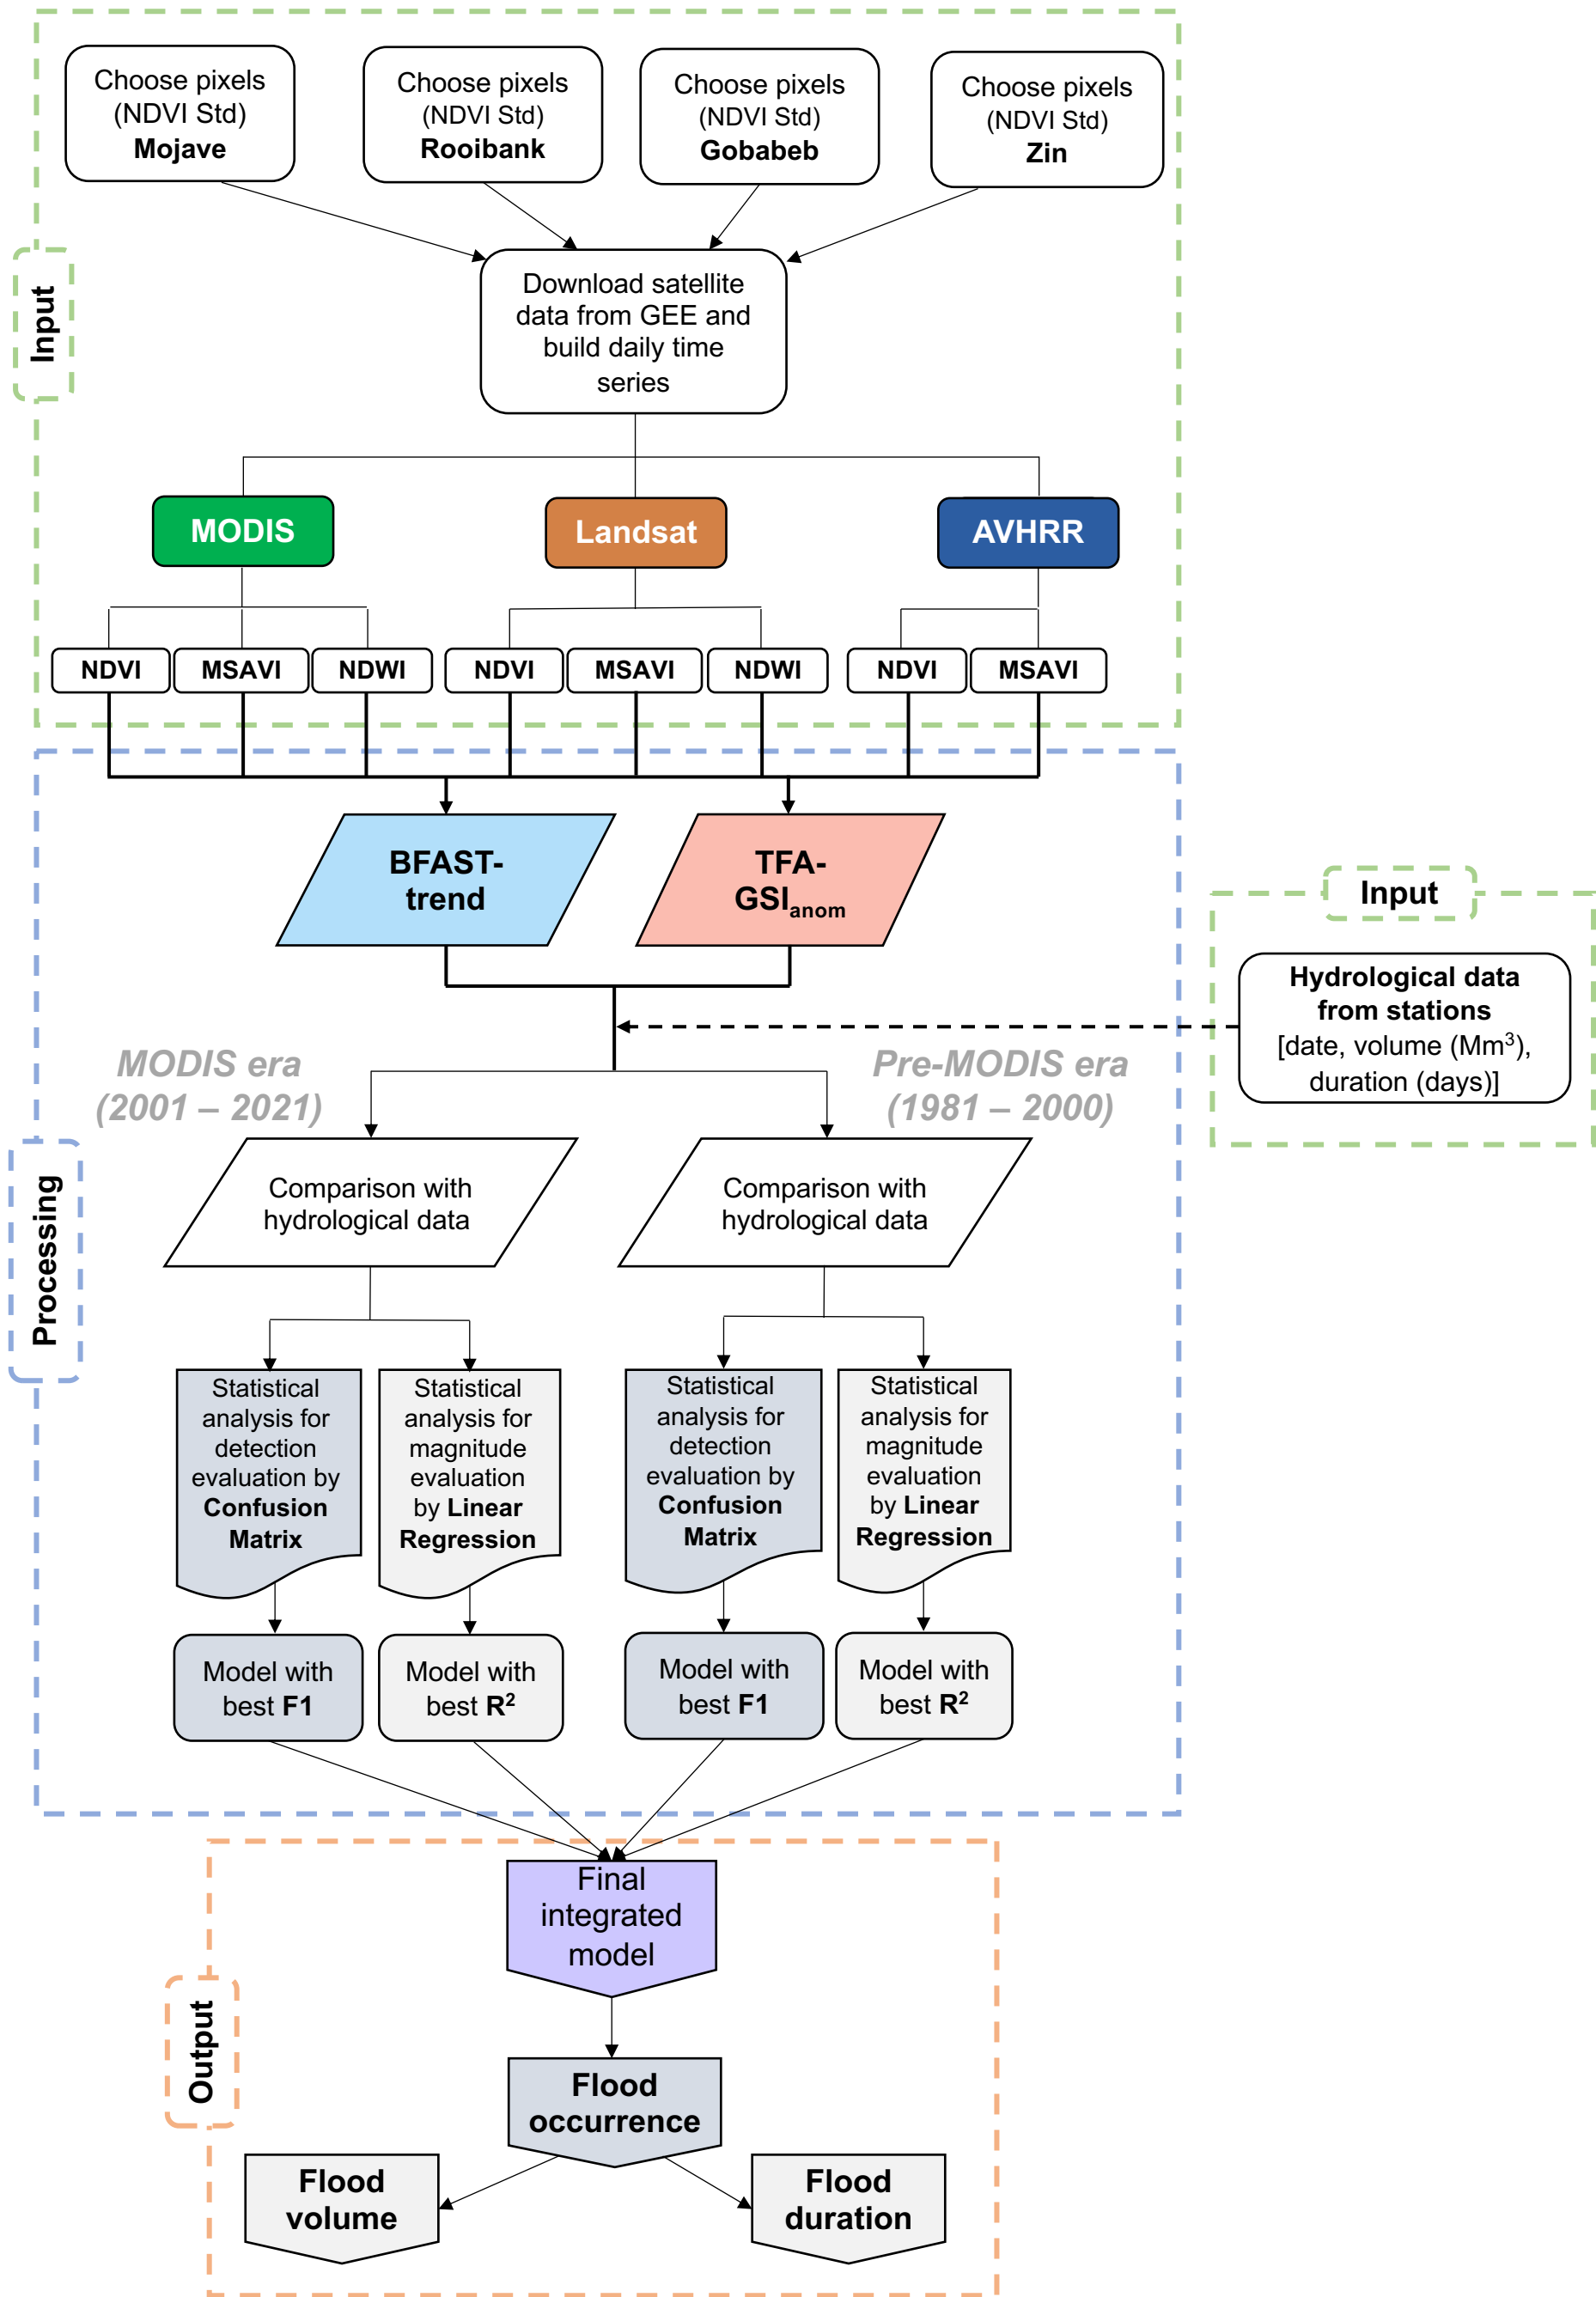 Input
Choose pixels
(NDVI Std)
Mojave
Choose pixels
(NDVI Std)
Rooibank
Choose pixels
(NDVI Std)
Gobabeb
Choose pixels
(NDVI Std)
Zin
Download satellite
data from GEE and
build daily time
series
MODIS
Landsat
AVHRR
NDVI
MSAVI
NDWI
NDVI
MSAVI
NDWI
NDVI
MSAVI
Processing
BFAST-
trend
TFA-
GSIanom
Input
Hydrological data
from stations
[date, volume (Mm³),
duration (days)]
MODIS era
(2001 – 2021)
Pre-MODIS era
(1981 – 2000)
Comparison with
hydrological data
Comparison with
hydrological data
Statistical
analysis for
detection
evaluation by
Confusion
Matrix
Statistical
analysis for
magnitude
evaluation
by Linear
Regression
Statistical
analysis for
detection
evaluation by
Confusion
Matrix
Statistical
analysis for
magnitude
evaluation
by Linear
Regression
Model with
best F1
Model with
best R²
Model with
best F1
Model with
best R²
Output
Final
integrated
model
Flood
occurrence
Flood
volume
Flood
duration